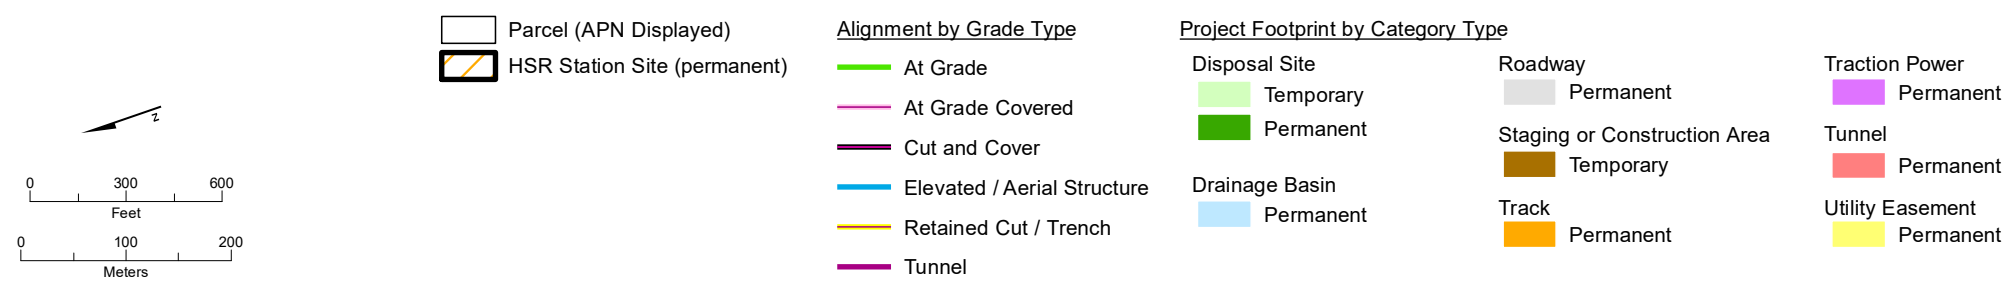 Parcel (APN Displayed)
HSR Station Site (permanent)
Z
0 300 600
Feet
0 100 200
Meters
Alignment by Grade Type
At Grade
At Grade Covered
Cut and Cover
Elevated / Aerial Structure
Retained Cut / Trench
Tunnel
Project Footprint by Category Type
Disposal Site
Temporary
Permanent
Drainage Basin
Permanent
Roadway
Permanent
Staging or Construction Area
Temporary
Track
Permanent
Traction Power
Permanent
Tunnel
Permanent
Utility Easement
Permanent